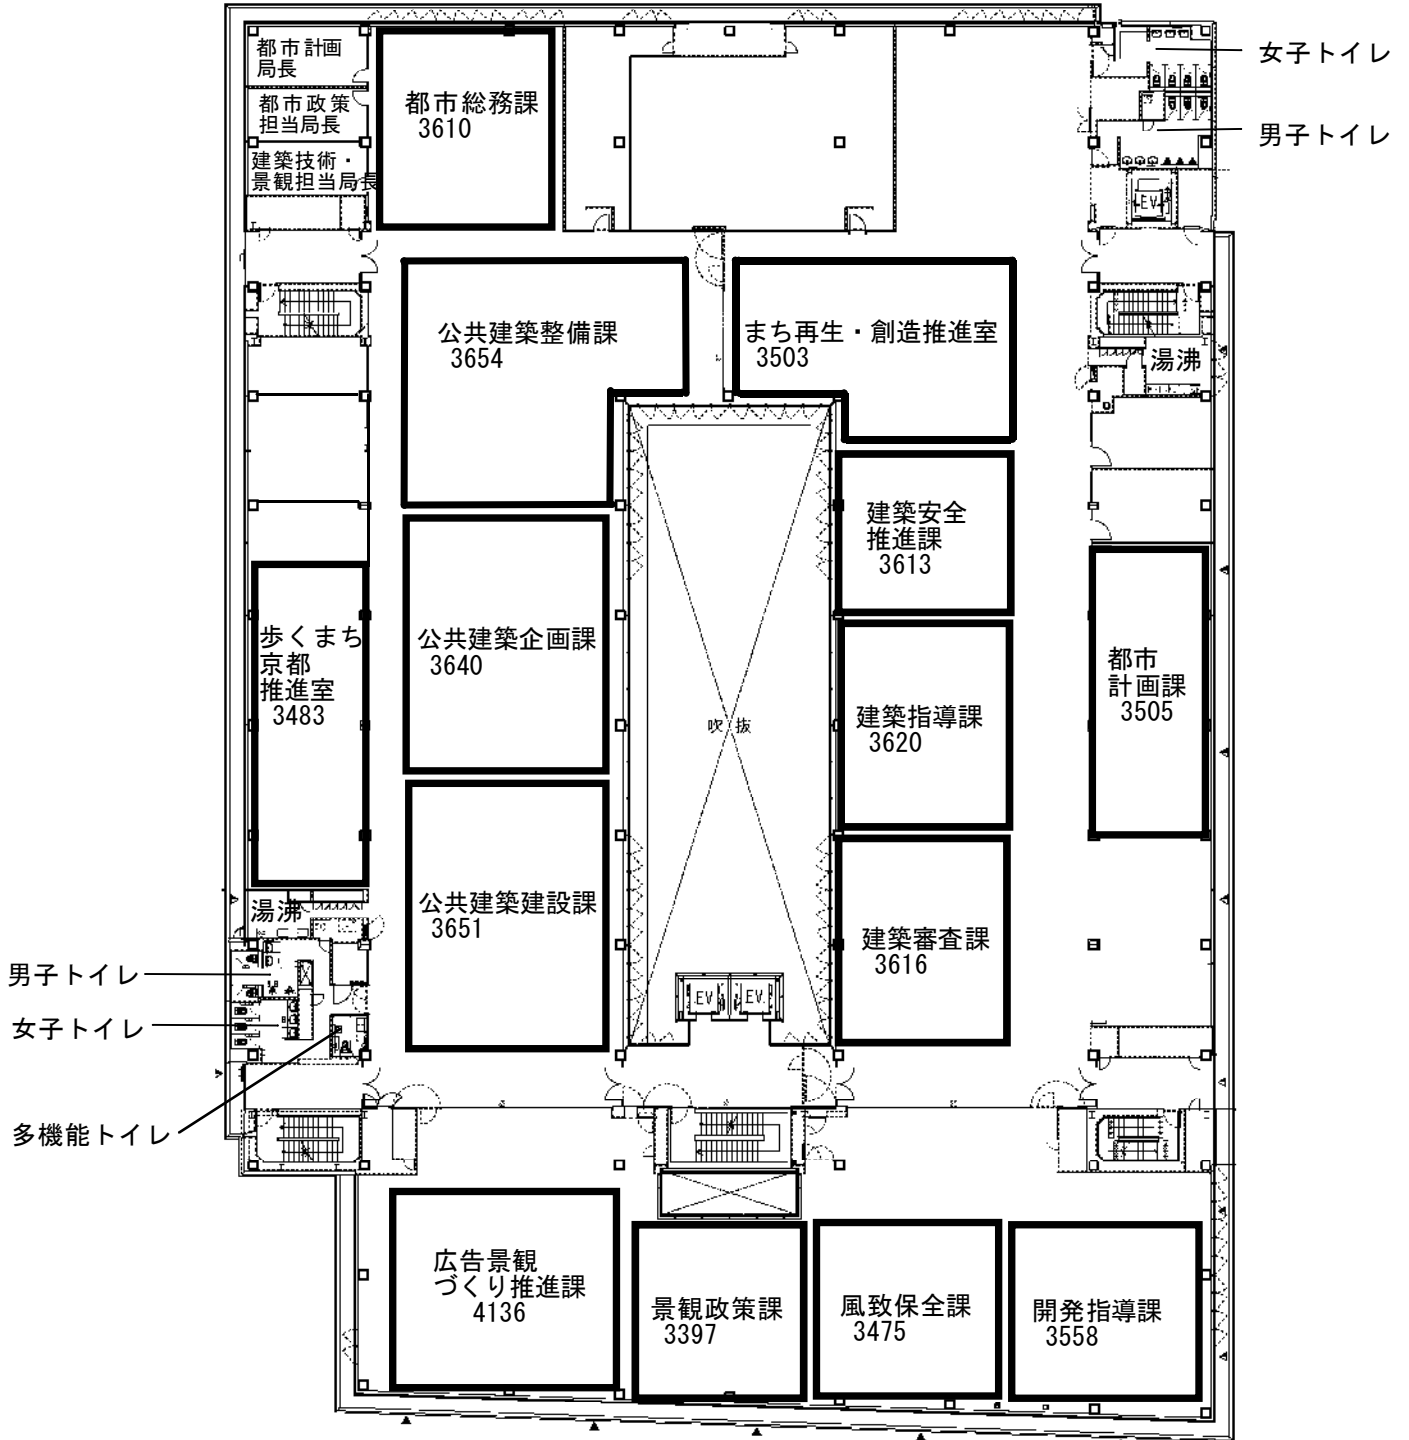 都市計画
局長
都市政策
担当局長
建築技術・
景観担当局長
都市総務課
3610
女子トイレ
男子トイレ
EV
公共建築整備課
3654
まち再生・創造推進室
3503
湯沸
建築安全
推進課
3613
歩くまち
京都
推進室
3483
公共建築企画課
3640
吹抜
建築指導課
3620
都市
計画課
3505
湯沸
公共建築建設課
3651
建築審査課
3616
男子トイレ
女子トイレ
多機能トイレ
EV
EV
広告景観
づくり推進課
4136
景観政策課
3397
風致保全課
3475
開発指導課
3558